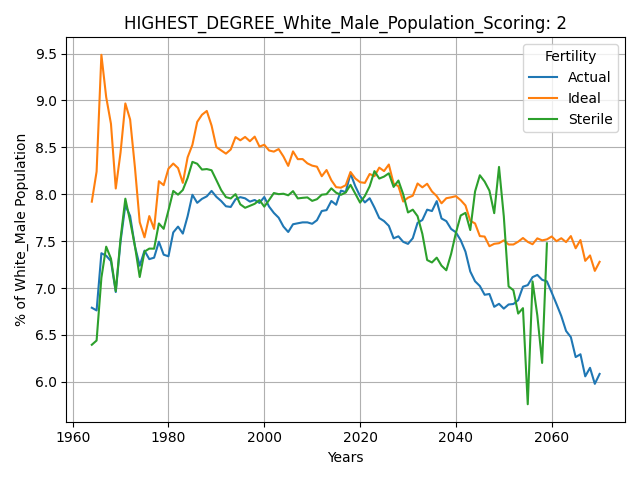 HIGHEST_DEGREE_White_Male_Population_Scoring: 2
% of White_Male Population
9.5
9.0
8.5
8.0
7.5
7.0
6.5
6.0
Fertility
Actual
Ideal
Sterile
1960 1980 2000 2020 2040 2060
Years